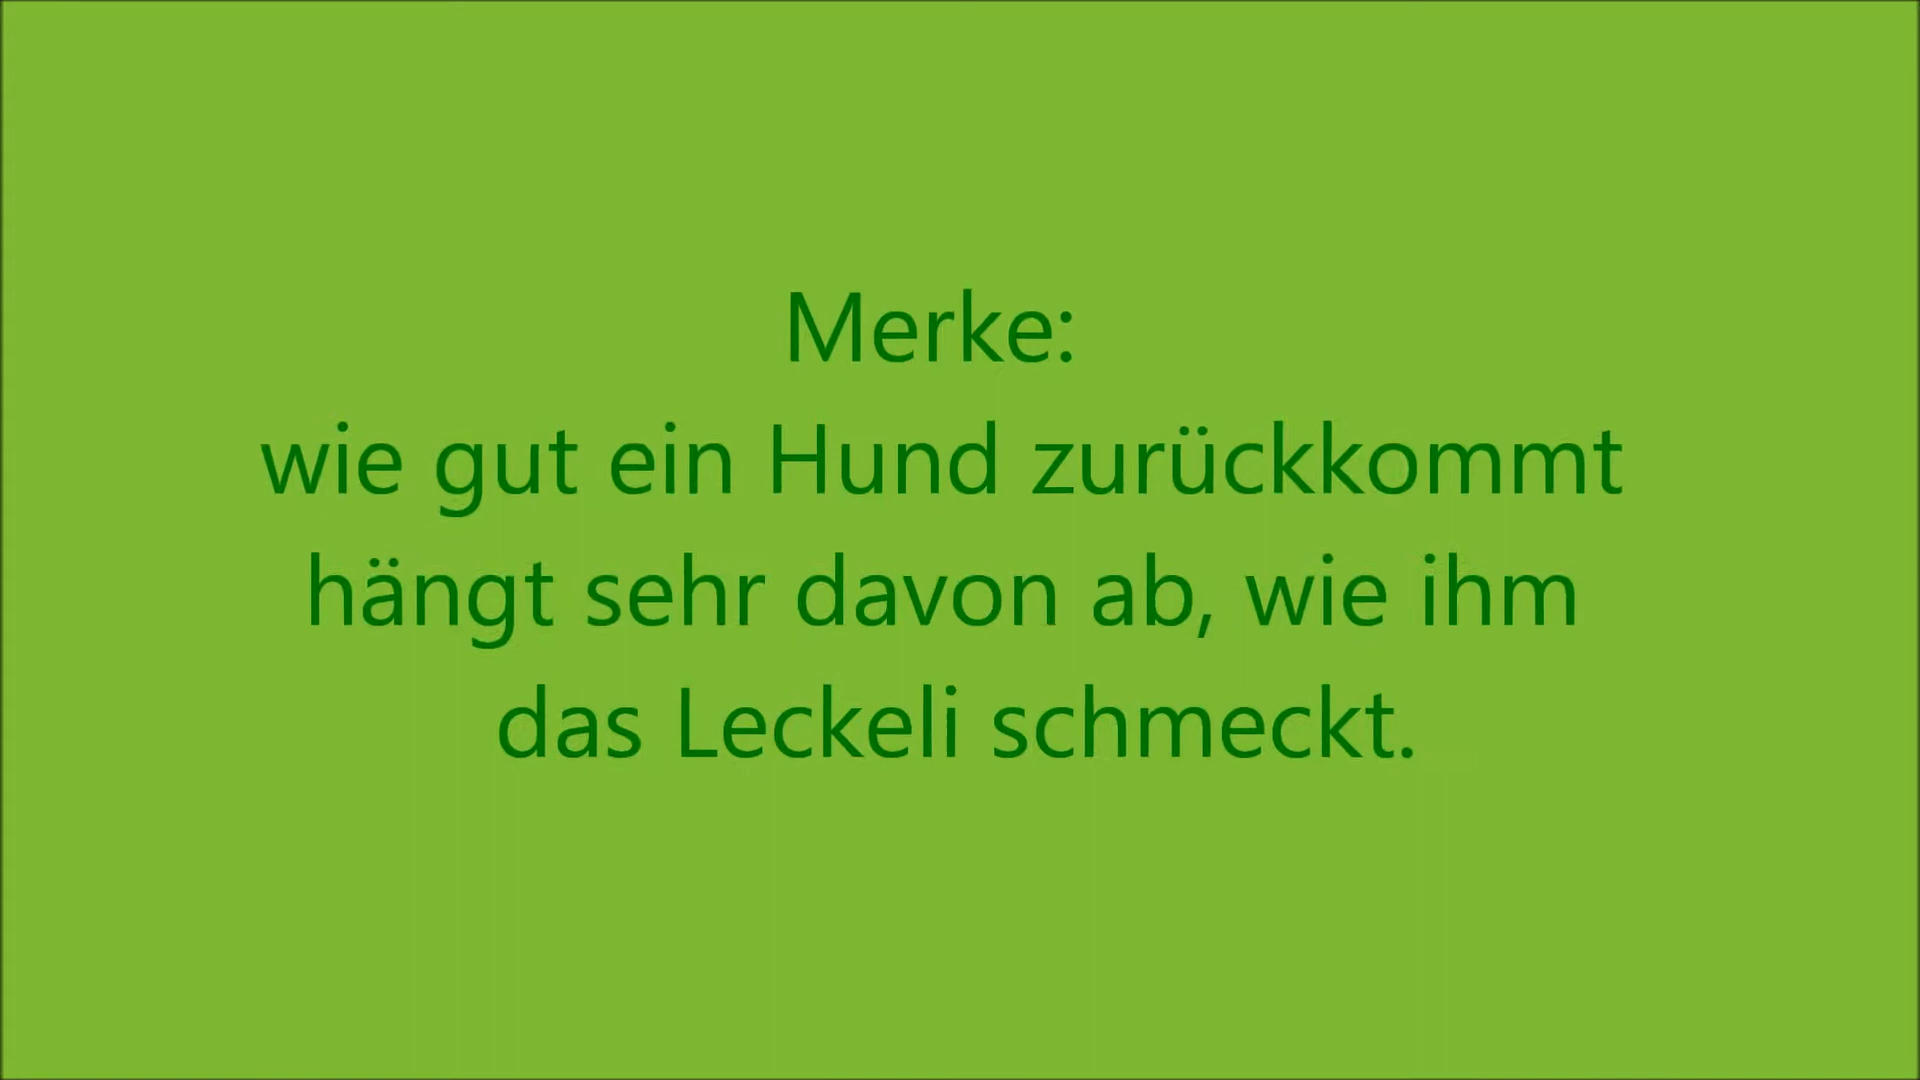 Merke:
wie gut ein Hund zurückkommt
hängt sehr davon ab, wie ihm
das Leckeli schmeckt.